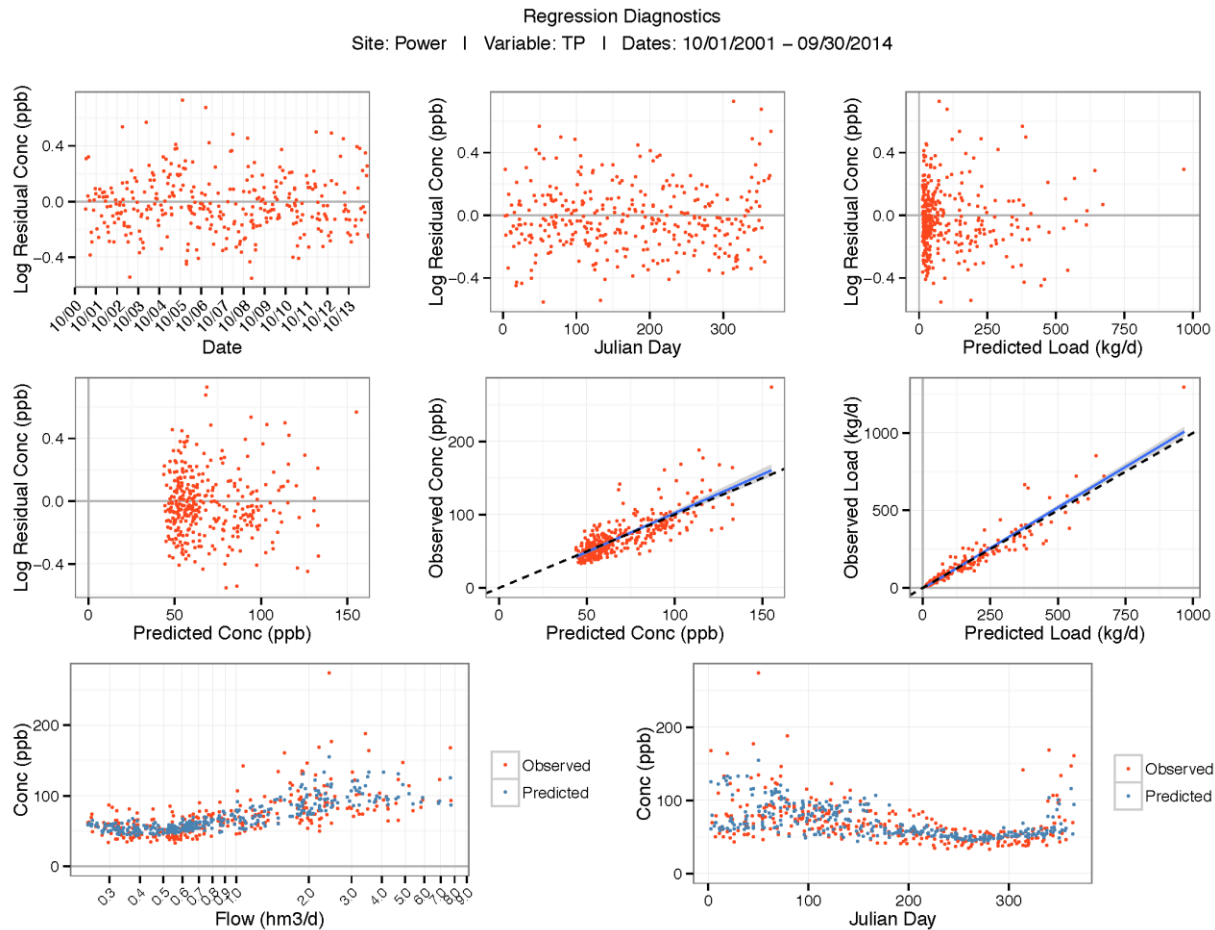 Regression Diagnostics
Site: Power | Variable: TP | Dates: 10/01/2001 – 09/30/2014
Log Residual Conc (ppb)
0.4
0.0
−0.4
10/00 10/01 10/02 10/03 10/04 10/05 10/06 10/07 10/08 10/09 10/10 10/11 10/12 10/13
Date
Log Residual Conc (ppb)
0.4
0.0
−0.4
0 100 200 300
Julian Day
Log Residual Conc (ppb)
0.4
0.0
−0.4
0 250 500 750 1000
Predicted Load (kg/d)
Log Residual Conc (ppb)
0.4
0.0
−0.4
0 50 100 150
Predicted Conc (ppb)
Observed Conc (ppb)
200
100
0
0 50 100 150
Predicted Conc (ppb)
Observed Load (kg/d)
1000
500
0
0 250 500 750 1000
Predicted Load (kg/d)
Conc (ppb)
200
100
0
0.3 0.4 0.5 0.6 0.7 0.8 0.9 1.0 2.0 3.0 4.0 5.0 6.0 7.0 8.0 9.0
Flow (hm3/d)
Observed
Predicted
Conc (ppb)
200
100
0
0 100 200 300
Julian Day
Observed
Predicted